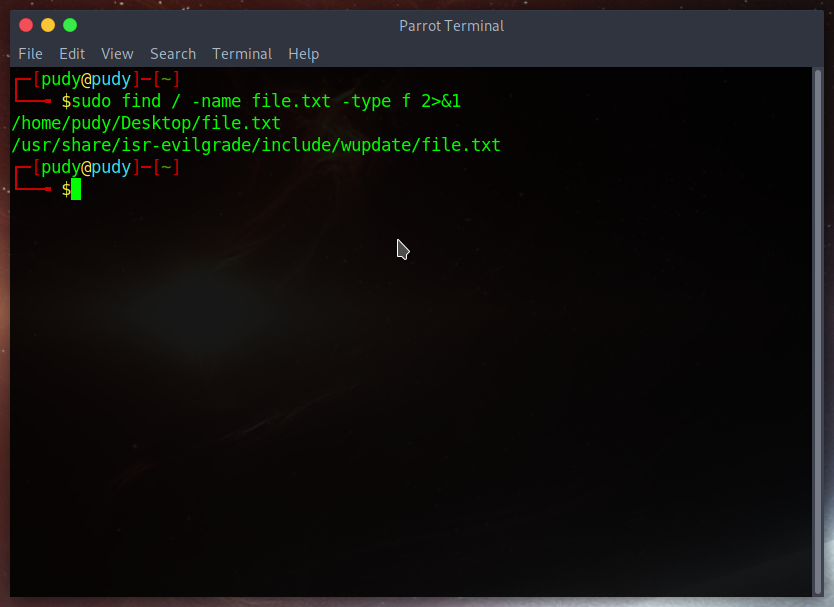 Parrot Terminal
File Edit View Search Terminal Help
┌─[pudy@pudy]─[~]
└──╼ $sudo find / -name file.txt -type f 2>&1
/home/pudy/Desktop/file.txt
/usr/share/isr-evilgrade/include/wupdate/file.txt
┌─[pudy@pudy]─[~]
└──╼ $